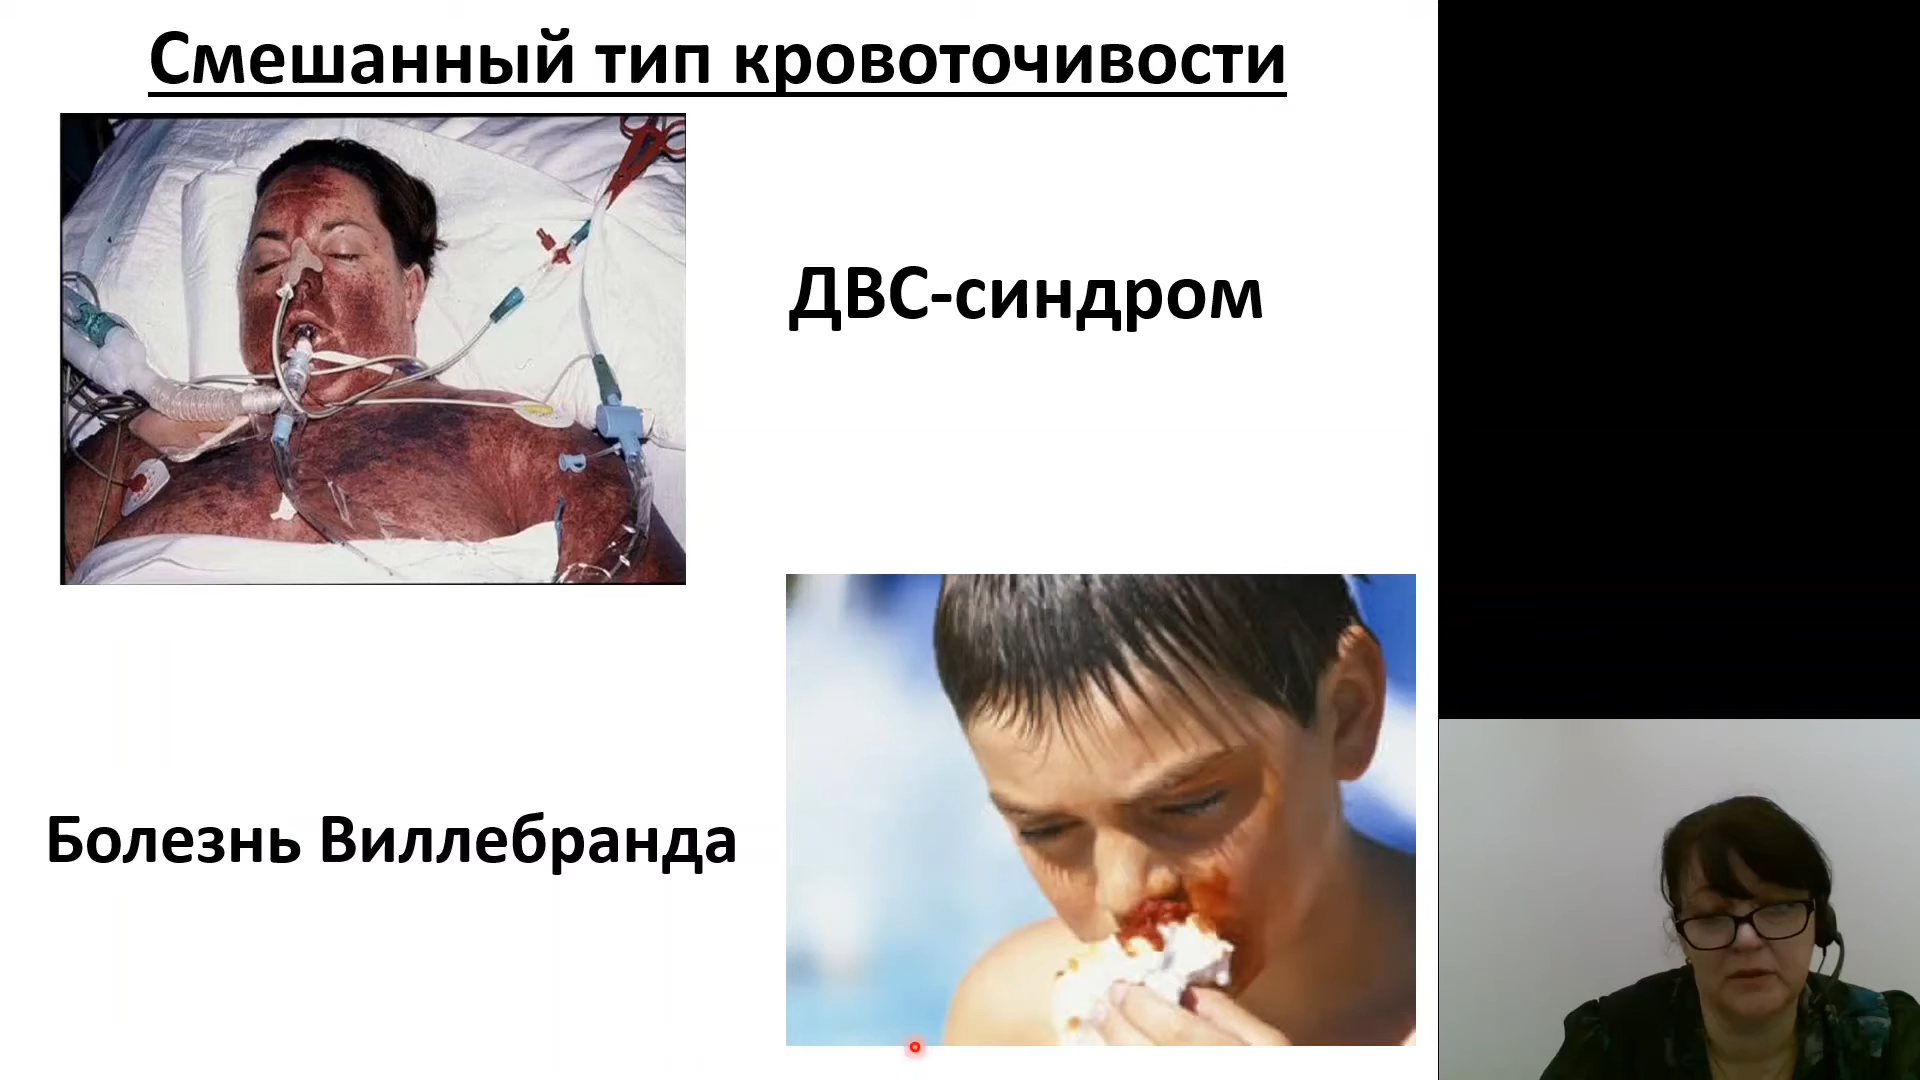 Смешанный тип кровоточивости
ДВС-синдром
Болезнь Виллебранда